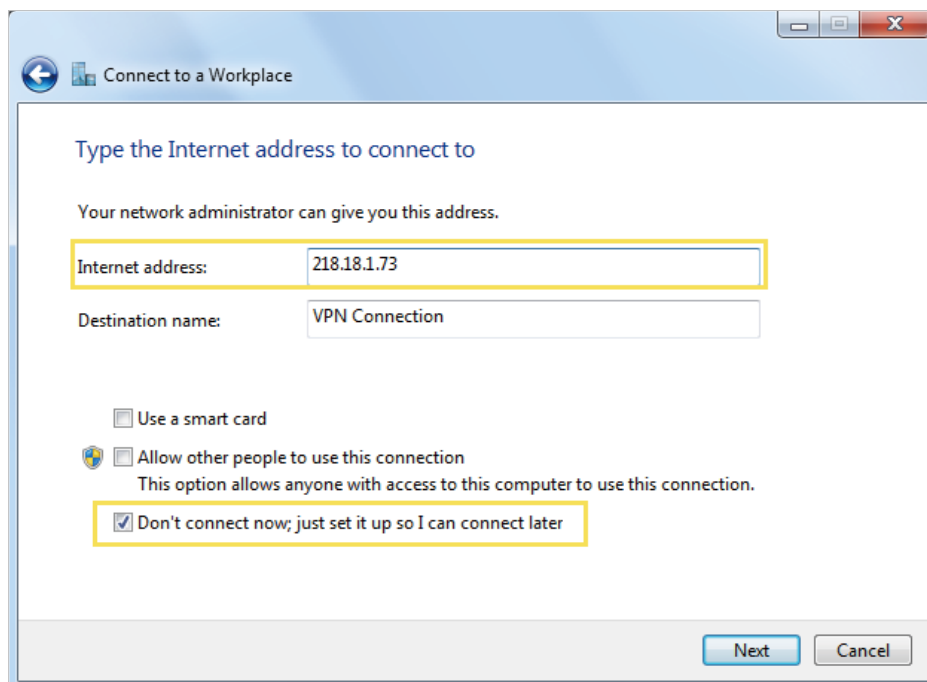 Connect to a Workplace
Type the Internet address to connect to
Your network administrator can give you this address.
Internet address: 218.18.1.73
Destination name: VPN Connection
Use a smart card
Allow other people to use this connection
This option allows anyone with access to this computer to use this connection.
Don't connect now; just set it up so I can connect later
Next Cancel